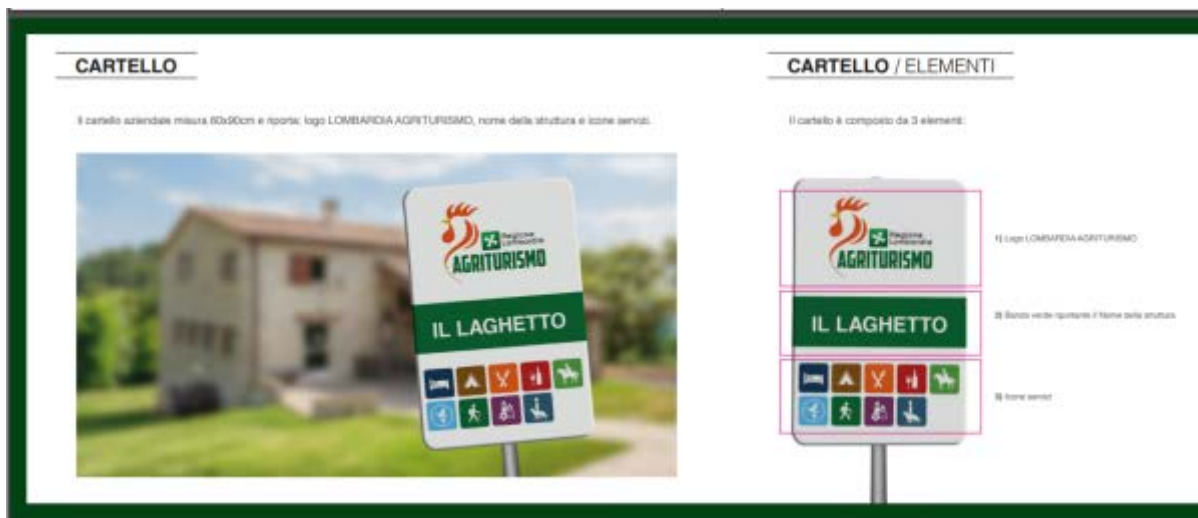 CARTELLO
Il cartello aziendale misura 60x90cm e riporta: logo LOMBARDIA AGRITURISMO, nome della struttura e icone servizi.
Regione
Lombardia
AGRITURISMO
IL LAGHETTO
CARTELLO / ELEMENTI
Il cartello è composto da 3 elementi:
Regione
Lombardia
AGRITURISMO
IL LAGHETTO
1) Logo LOMBARDIA AGRITURISMO
2) Banda verde riportante il Nome della struttura
3) Icone servizi